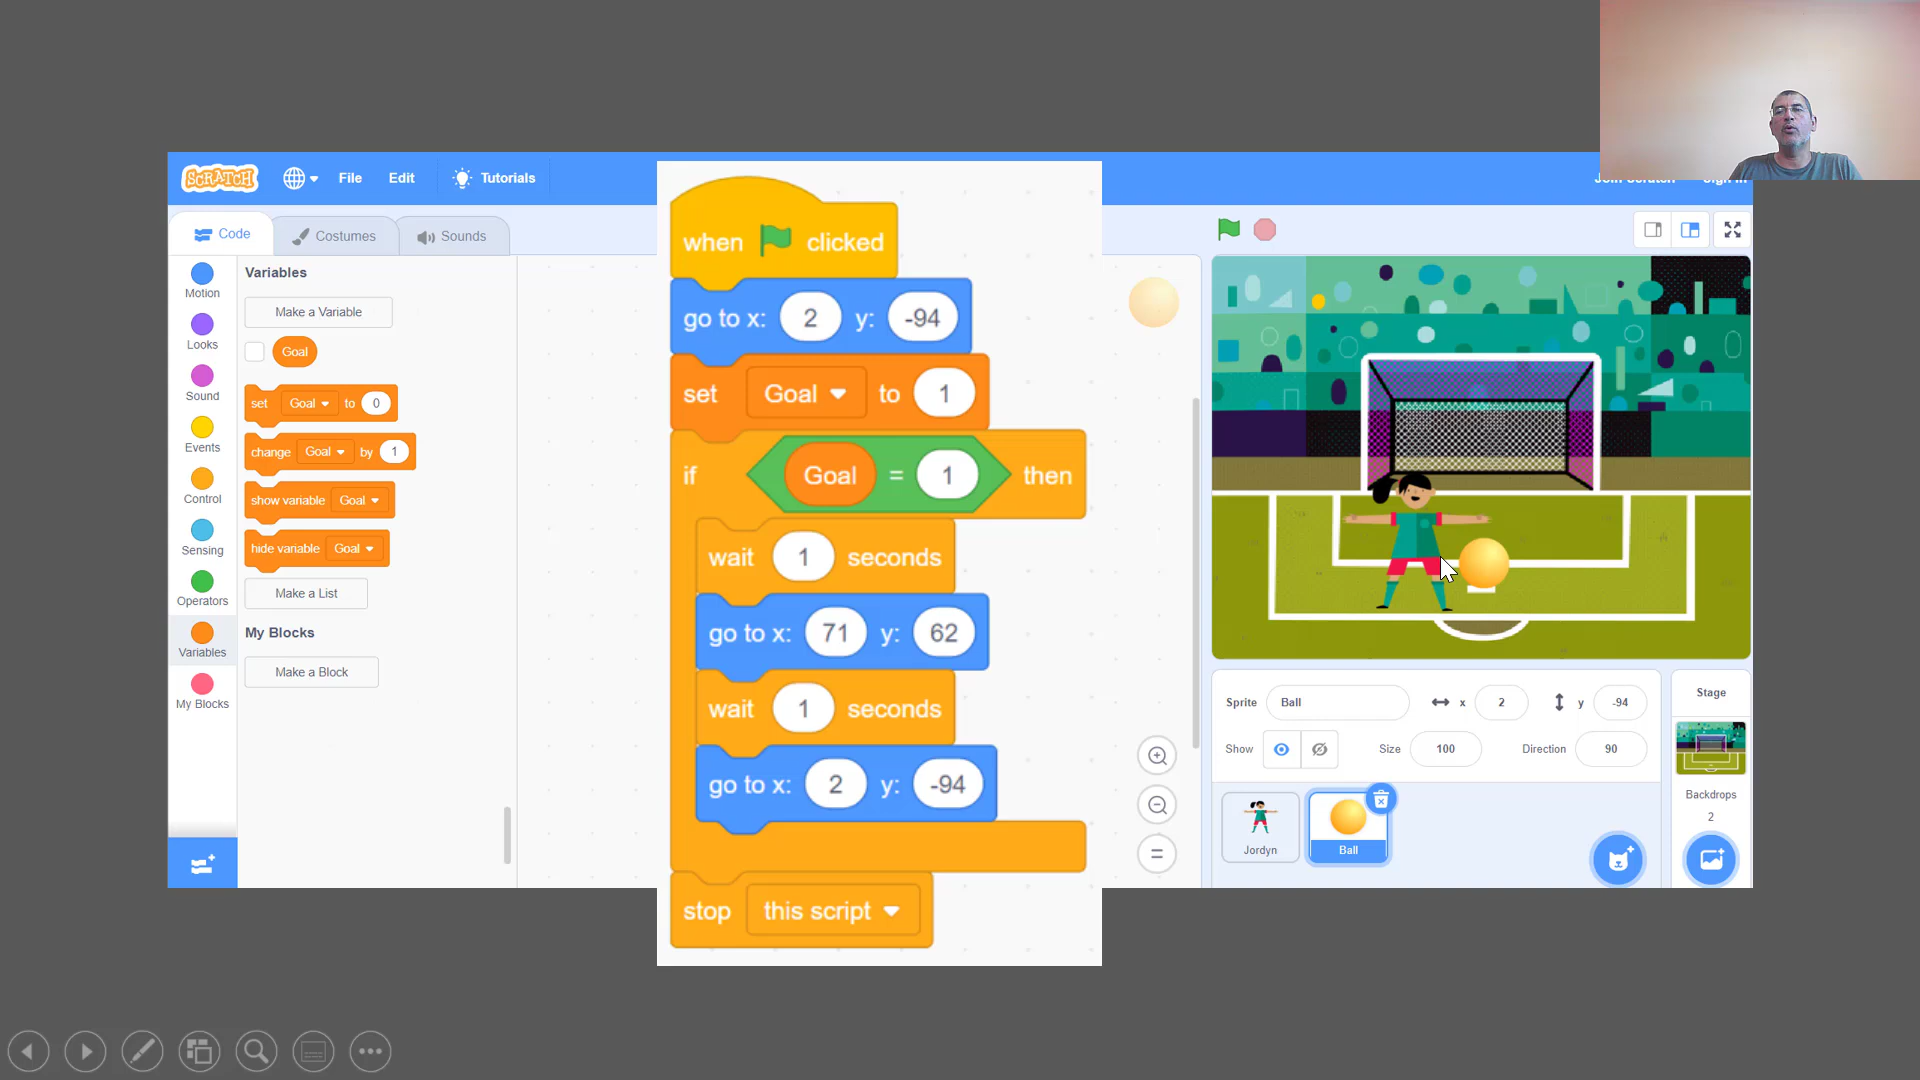 SCRATCH
File
Edit
Tutorials
Join Scratch
Sign in
Code
Costumes
Sounds
Motion
Looks
Sound
Events
Control
Sensing
Operators
Variables
My Blocks
Variables
Make a Variable
Goal
set Goal to 0
change Goal by 1
show variable Goal
hide variable Goal
Make a List
My Blocks
Make a Block
when clicked
go to x: 2 y: -94
set Goal to 1
if Goal = 1 then
wait 1 seconds
go to x: 71 y: 62
wait 1 seconds
go to x: 2 y: -94
stop this script
Sprite Ball x 2 y -94
Show Size 100 Direction 90
Jordyn
Ball
Stage
Backdrops
2